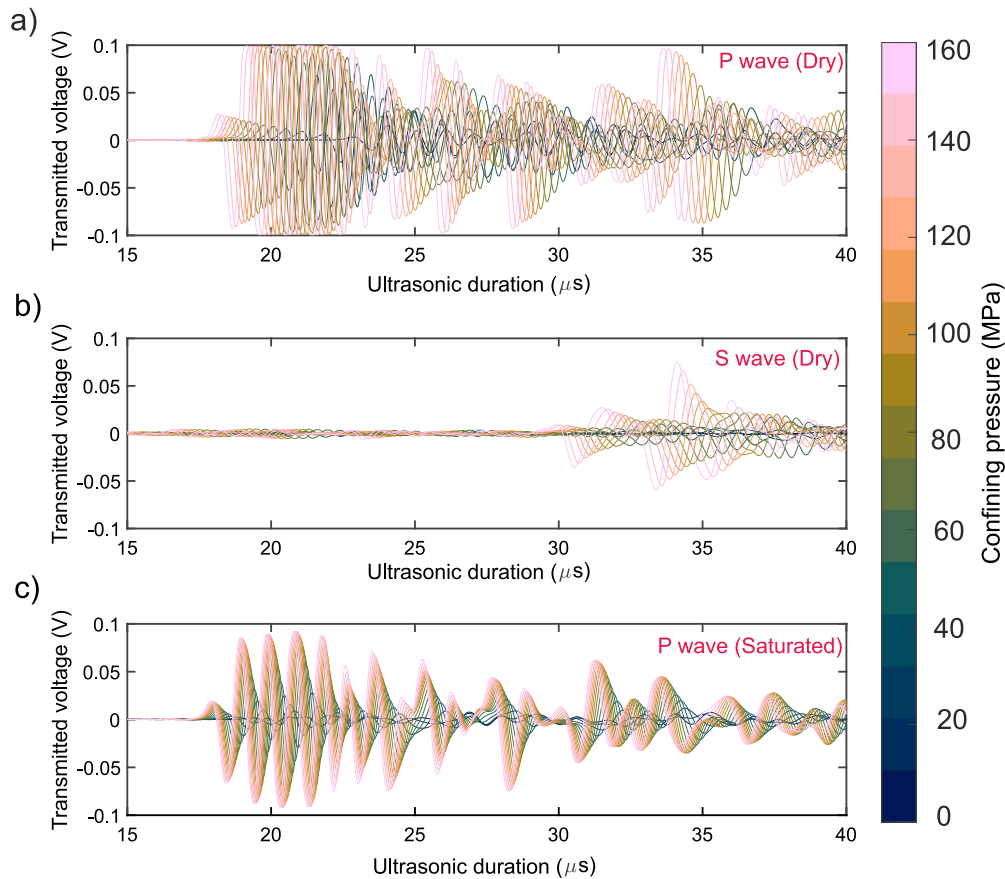 a)
Transmitted voltage (V)
0.1
0.05
0
-0.05
-0.1
P wave (Dry)
15 20 25 30 35 40
Ultrasonic duration (μs)
b)
Transmitted voltage (V)
0.1
0.05
0
-0.05
-0.1
S wave (Dry)
15 20 25 30 35 40
Ultrasonic duration (μs)
c)
Transmitted voltage (V)
0.1
0.05
0
-0.05
-0.1
P wave (Saturated)
15 20 25 30 35 40
Ultrasonic duration (μs)
160
140
120
100
80
60
40
20
0
Confining pressure (MPa)